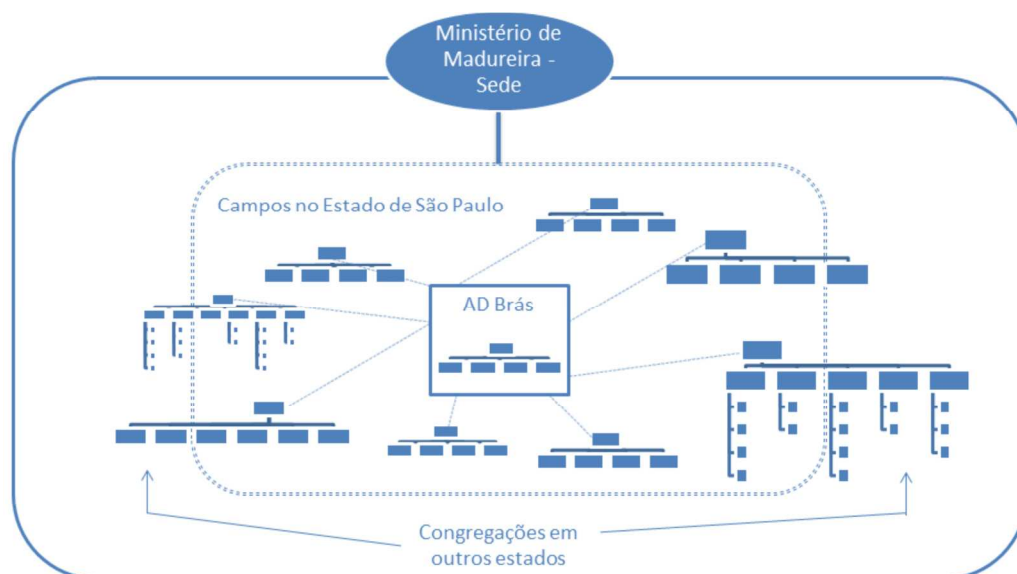 Ministério de
Madureira -
Sede
Campos no Estado de São Paulo
AD Brás
Congregações em
outros estados